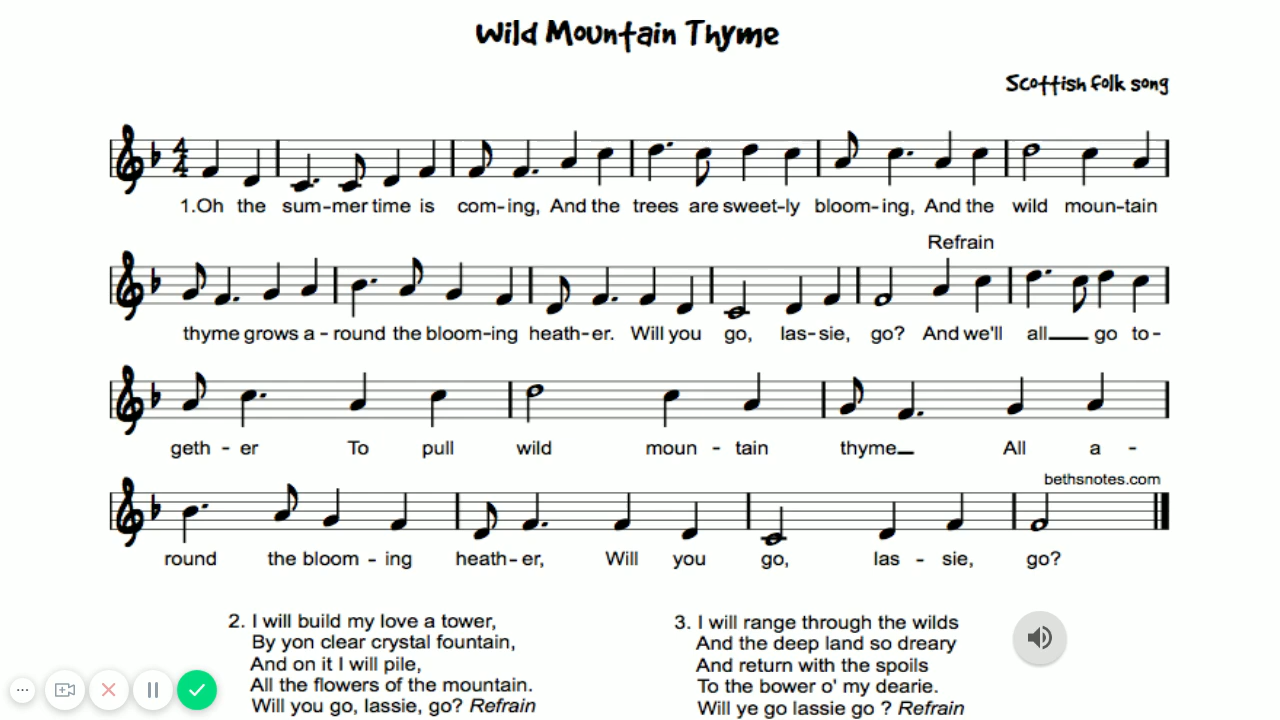 Wild Mountain Thyme
Scottish folk song
1.Oh the sum-mer time is com-ing, And the trees are sweet-ly bloom-ing, And the wild moun-tain
Refrain
thyme grows a-round the bloom-ing heath-er. Will you go, las-sie, go? And we'll all go to-
geth-er To pull wild moun-tain thyme All a-
bethsnotes.com
round the bloom-ing heath-er, Will you go, las-sie, go?
2. I will build my love a tower,
By yon clear crystal fountain,
And on it I will pile,
All the flowers of the mountain.
Will you go, lassie, go? Refrain
3. I will range through the wilds
And the deep land so dreary
And return with the spoils
To the bower o' my dearie.
Will ye go lassie go ? Refrain